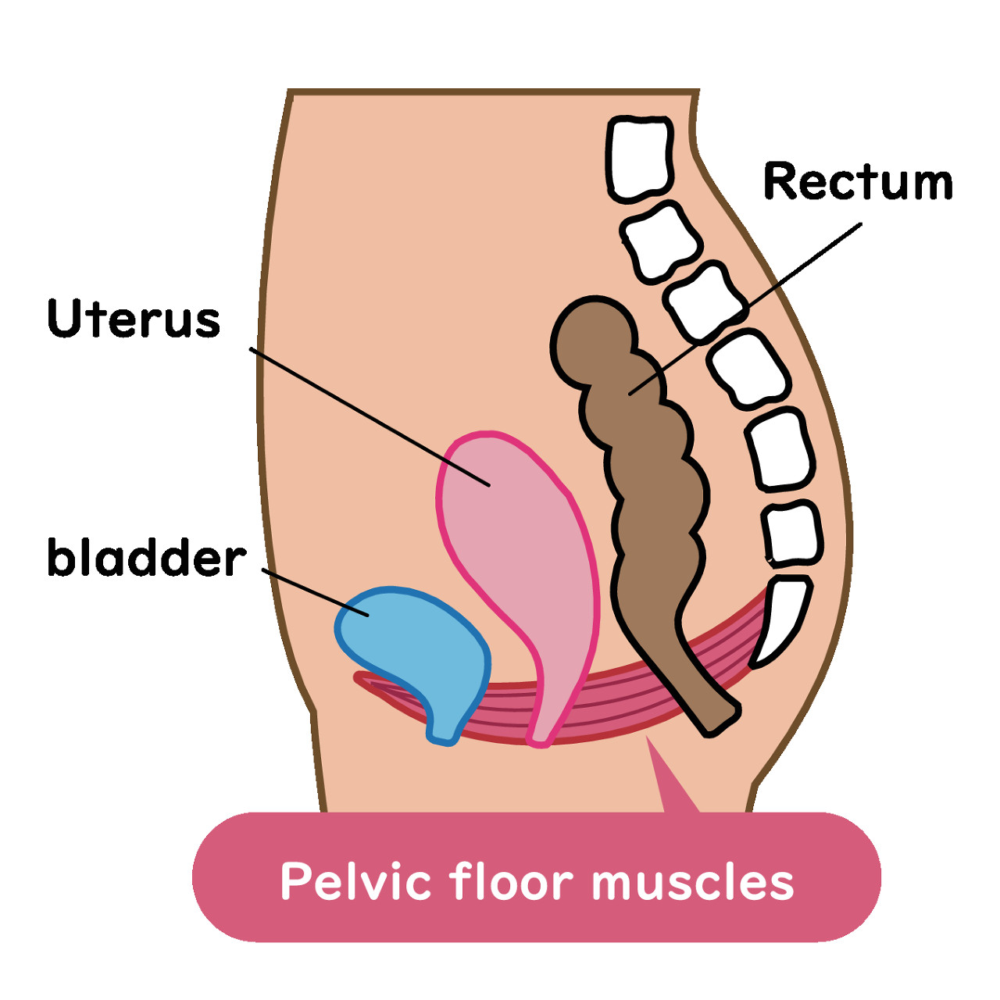 Rectum
Uterus
bladder
Pelvic floor muscles